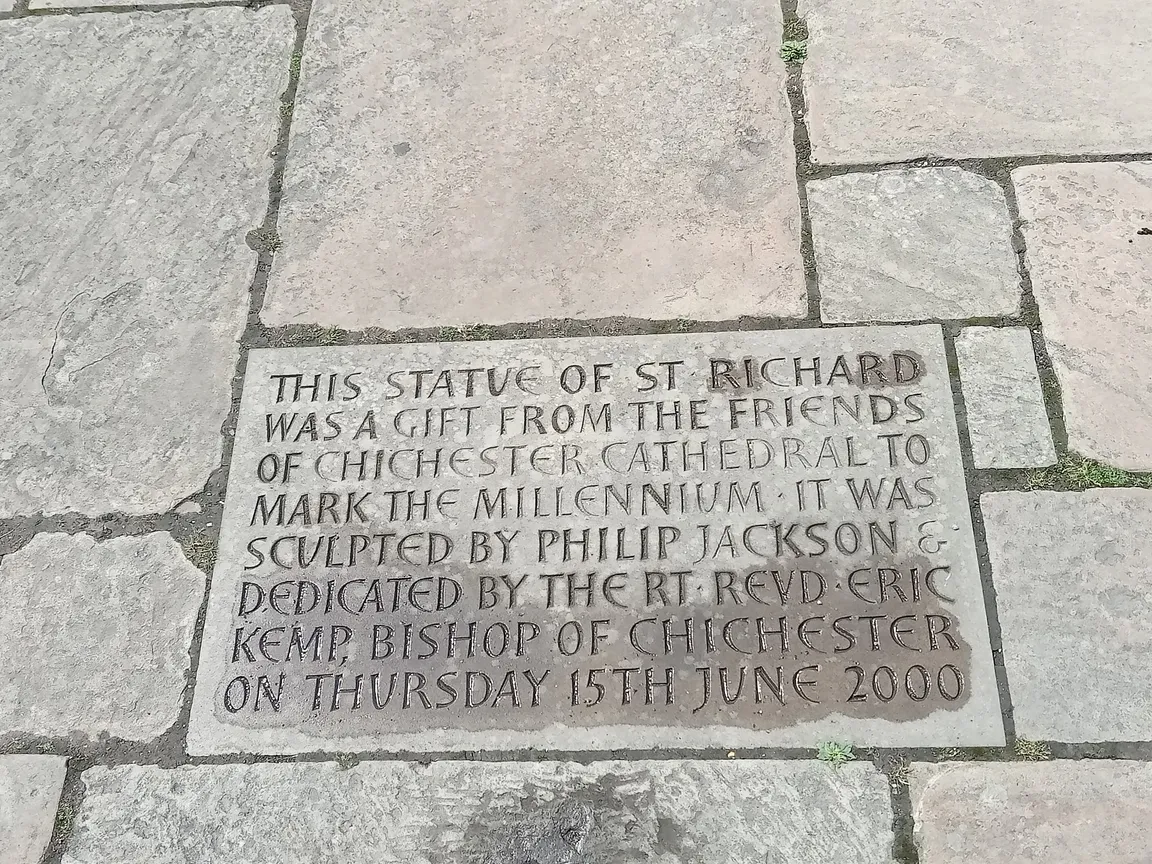 THIS STATUE OF ST· RICHARD
WAS A GIFT FROM THE FRIENDS
OF CHICHESTER CATHEDRAL TO
MARK THE MILLENNIUM · IT WAS
SCULPTED BY PHILIP JACKSON &
DEDICATED BY THE RT· REVD· ERIC
KEMP, BISHOP OF CHICHESTER
ON THURSDAY 15TH JUNE 2000